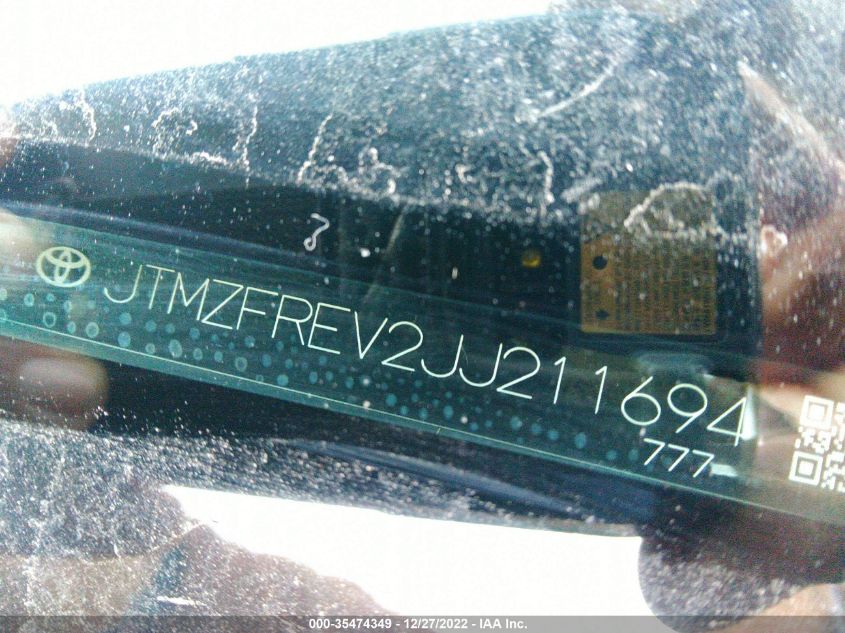 JTMZFREV2JJ211694
777
000-35474349 - 12/27/2022 - IAA Inc.